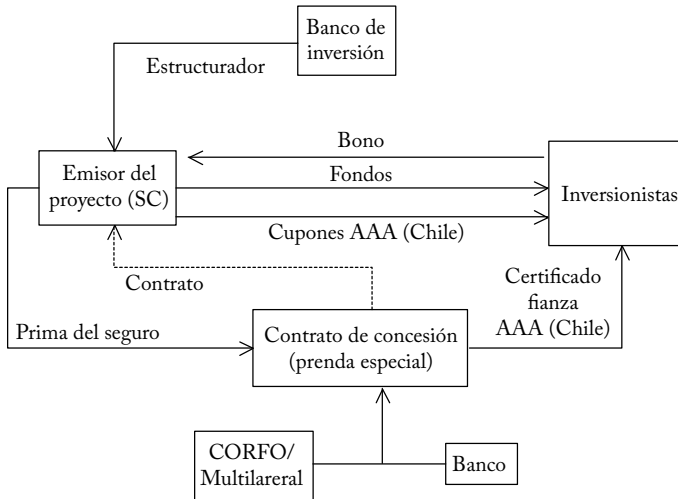 Banco de
inversión
Estructurador
Bono
Emisor del
proyecto (SC)
Fondos
Inversionistas
Cupones AAA (Chile)
Contrato
Certificado
fianza
AAA (Chile)
Prima del seguro
Contrato de concesión
(prenda especial)
CORFO/
Multilareral
Banco